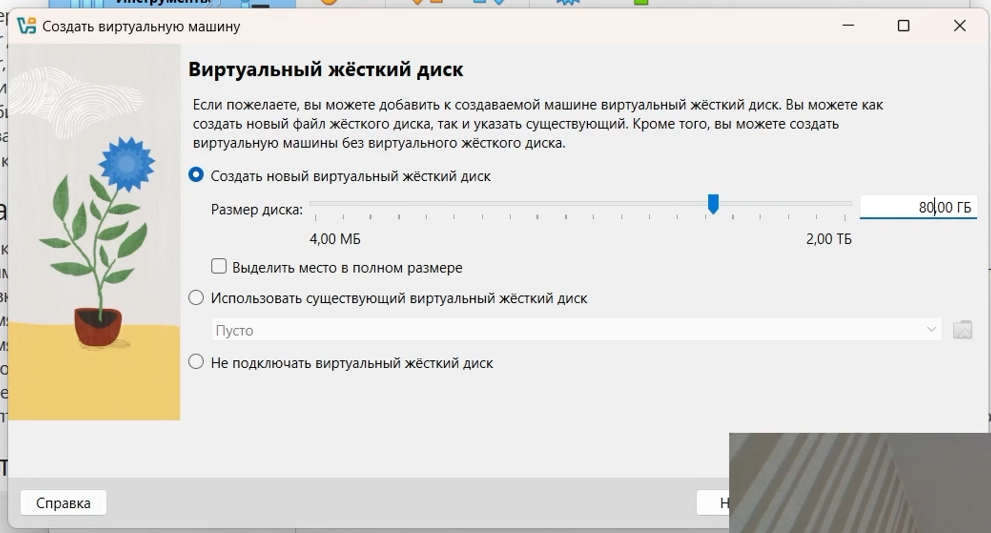 Инструменты
Создать виртуальную машину
Виртуальный жёсткий диск
Если пожелаете, вы можете добавить к создаваемой машине виртуальный жёсткий диск. Вы можете как
создать новый файл жёсткого диска, так и указать существующий. Кроме того, вы можете создать
виртуальную машины без виртуального жёсткого диска.
Создать новый виртуальный жёсткий диск
Размер диска:
80,00 ГБ
4,00 МБ
2,00 ТБ
Выделить место в полном размере
Использовать существующий виртуальный жёсткий диск
Пусто
Не подключать виртуальный жёсткий диск
Справка